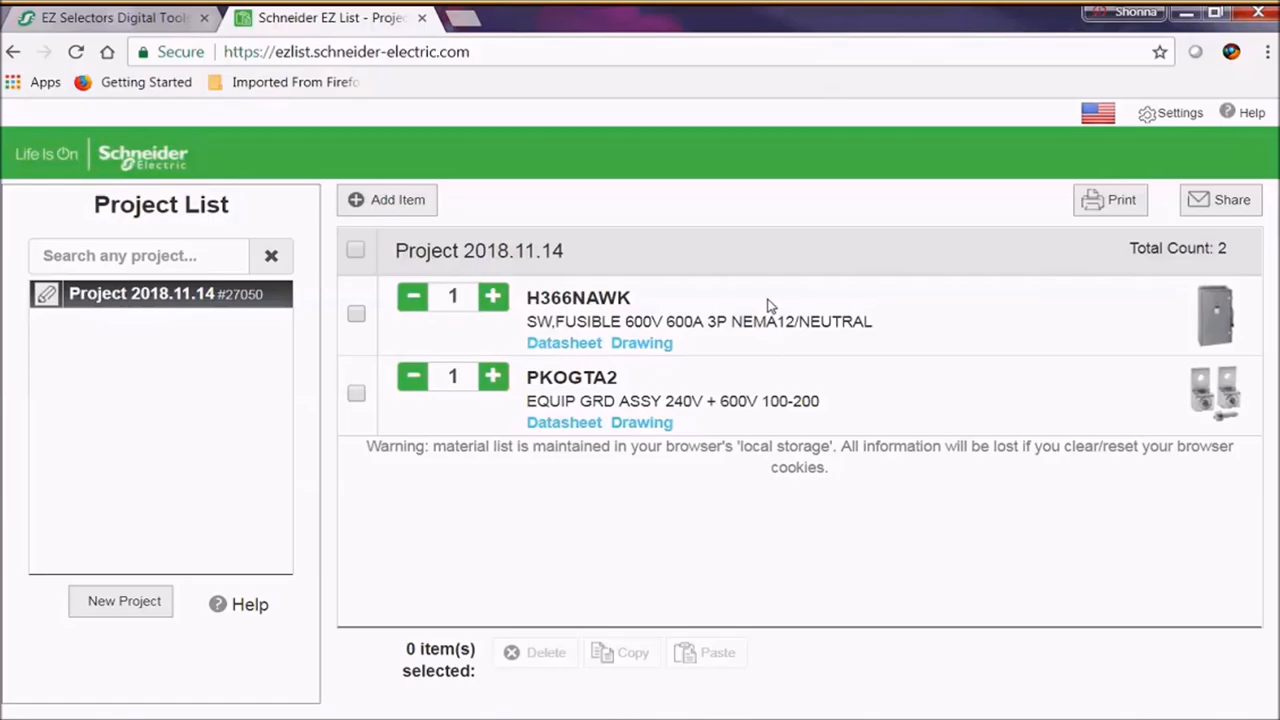 EZ Selectors Digital Tools
Schneider EZ List - Projec
Shonna
Secure
https://ezlist.schneider-electric.com
Apps
Getting Started
Imported From Firefo
Settings
Help
Life Is On
Schneider
Electric
Project List
Add Item
Print
Share
Search any project...
Project 2018.11.14
Total Count: 2
Project 2018.11.14 #27050
1
H366NAWK
SW,FUSIBLE 600V 600A 3P NEMA12/NEUTRAL
Datasheet Drawing
1
PKOGTA2
EQUIP GRD ASSY 240V + 600V 100-200
Datasheet Drawing
Warning: material list is maintained in your browser's 'local storage'. All information will be lost if you clear/reset your browser
cookies.
New Project
Help
0 item(s)
selected:
Delete
Copy
Paste